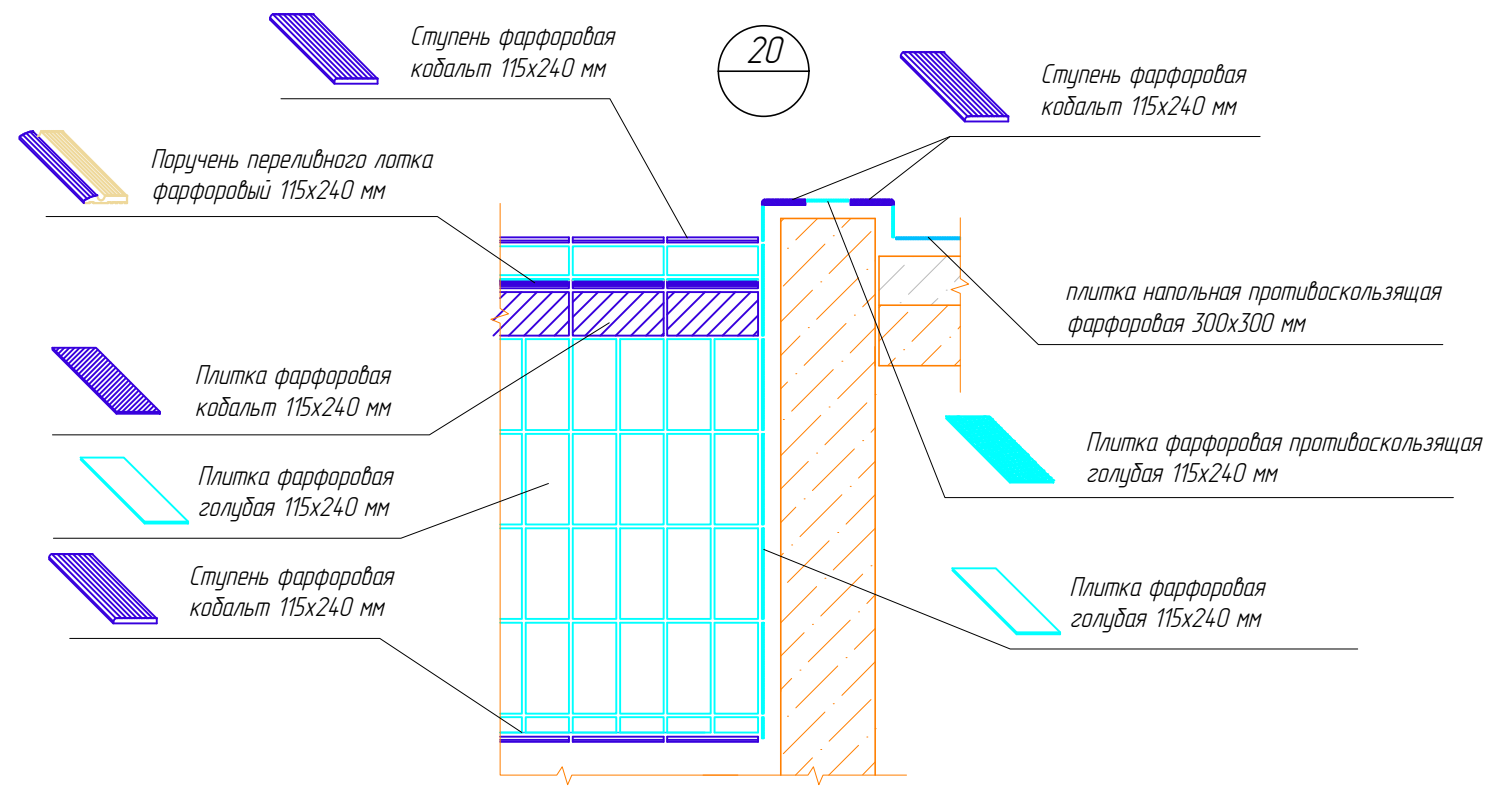 Ступень фарфоровая
кобальт 115х240 мм
20
Ступень фарфоровая
кобальт 115х240 мм
Поручень переливного лотка
фарфоровый 115х240 мм
плитка напольная противоскользящая
фарфоровая 300х300 мм
Плитка фарфоровая
кобальт 115х240 мм
Плитка фарфоровая противоскользящая
голубая 115х240 мм
Плитка фарфоровая
голубая 115х240 мм
Ступень фарфоровая
кобальт 115х240 мм
Плитка фарфоровая
голубая 115х240 мм